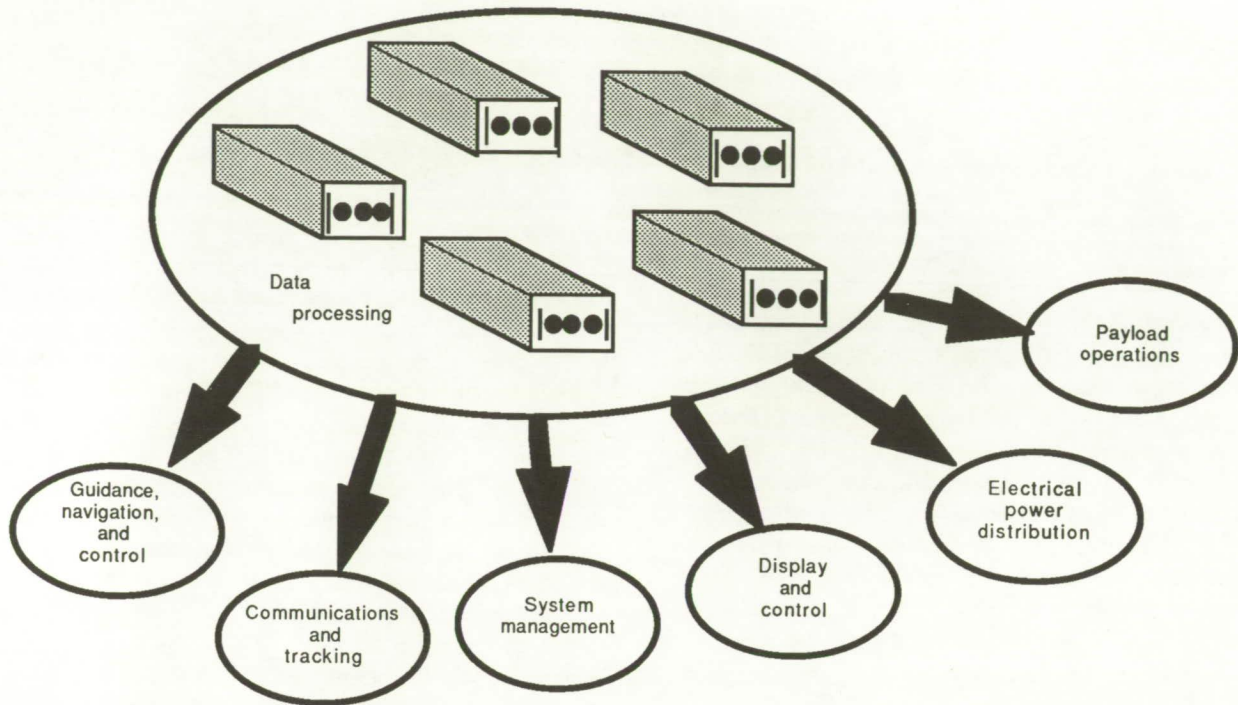 Data
processing
Payload
operations
Guidance,
navigation,
and
control
Communications
and
tracking
System
management
Display
and
control
Electrical
power
distribution